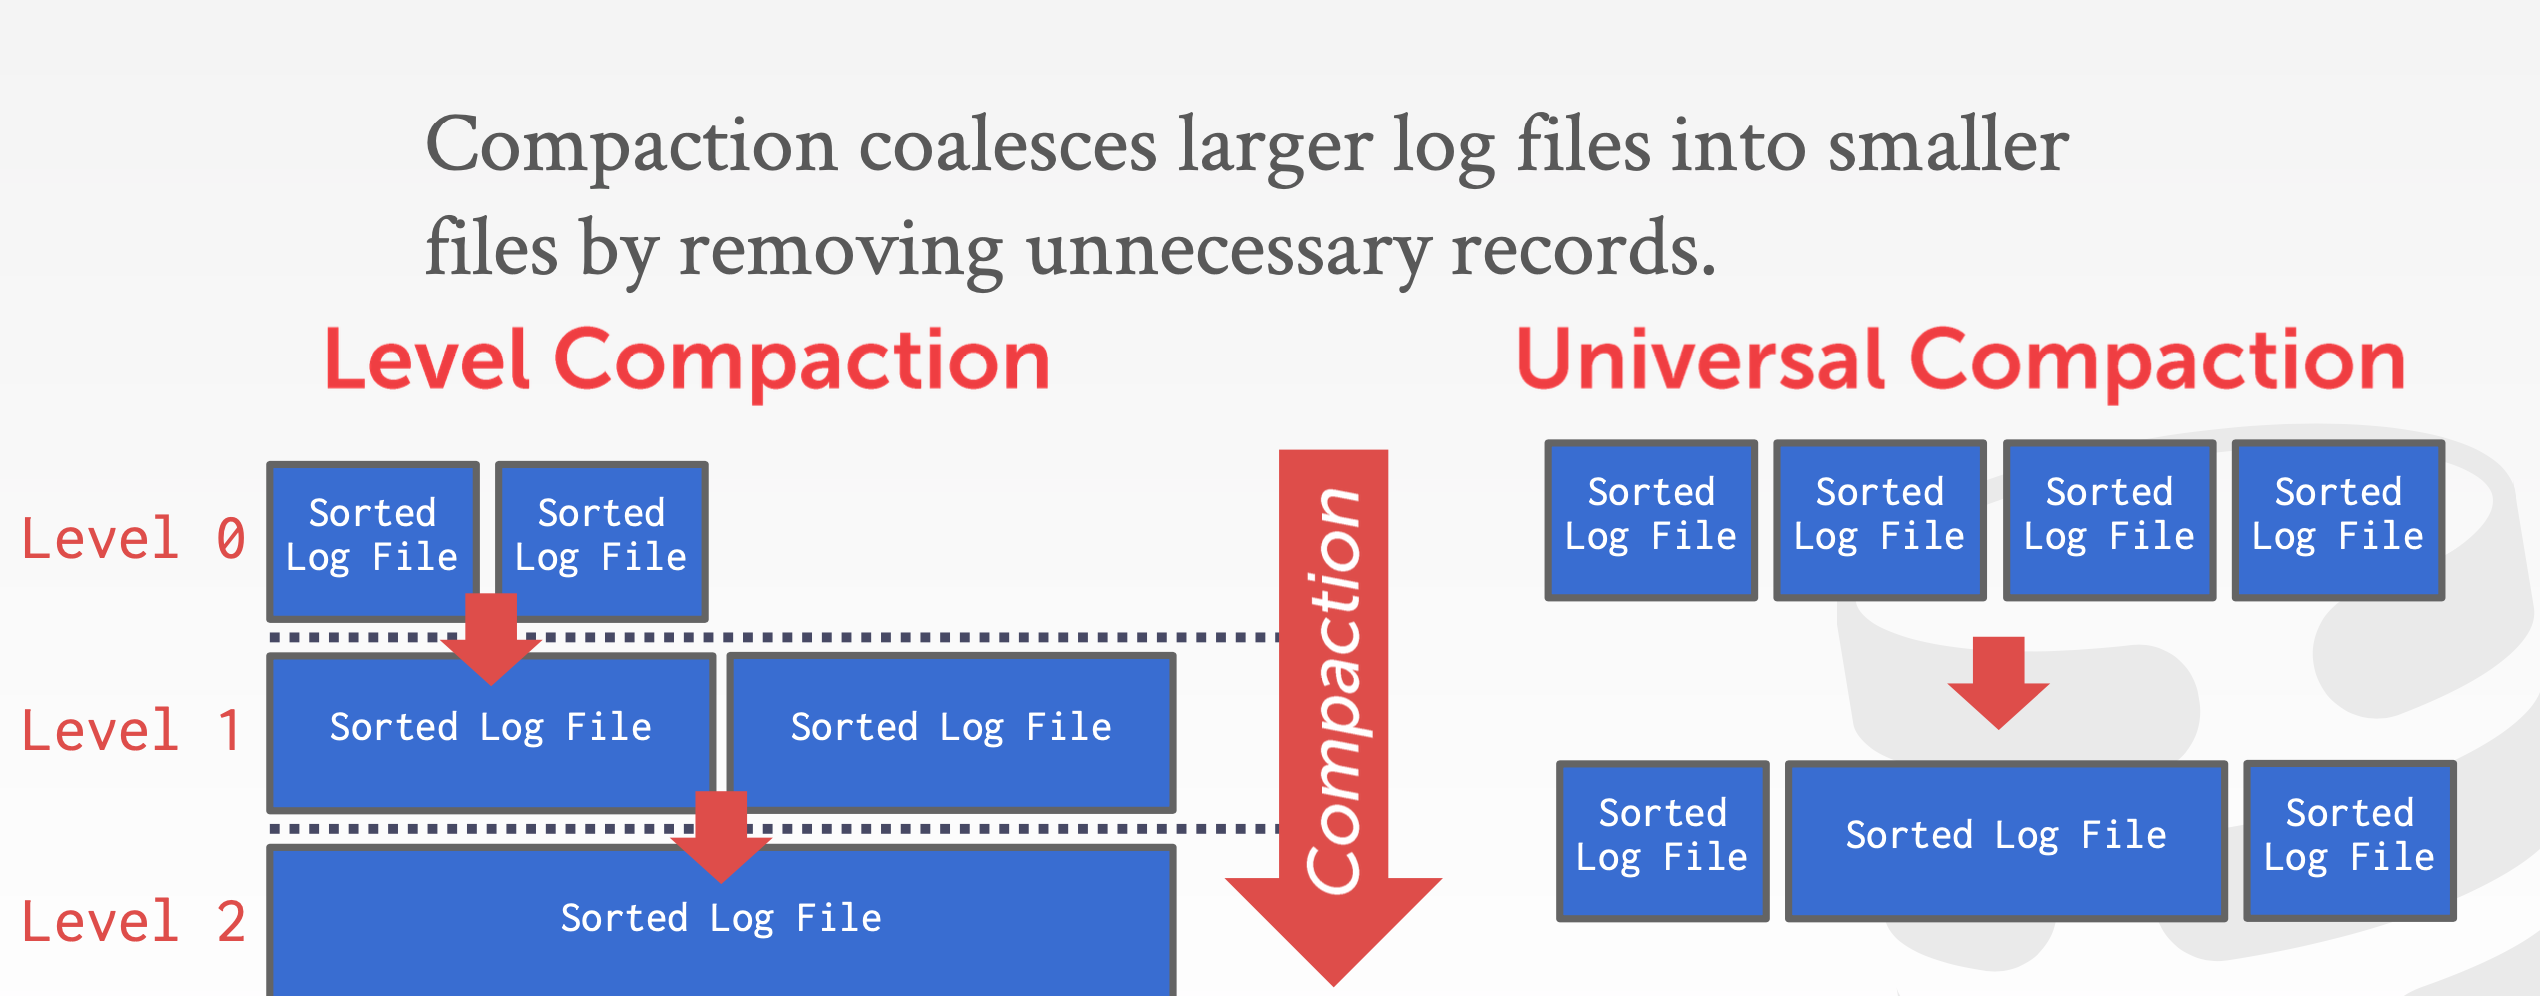 Compaction coalesces larger log files into smaller
files by removing unnecessary records.
Level Compaction
Level 0
Sorted
Log File
Sorted
Log File
Level 1
Sorted Log File
Sorted Log File
Level 2
Sorted Log File
Compaction
Universal Compaction
Sorted
Log File
Sorted
Log File
Sorted
Log File
Sorted
Log File
Sorted
Log File
Sorted Log File
Sorted
Log File